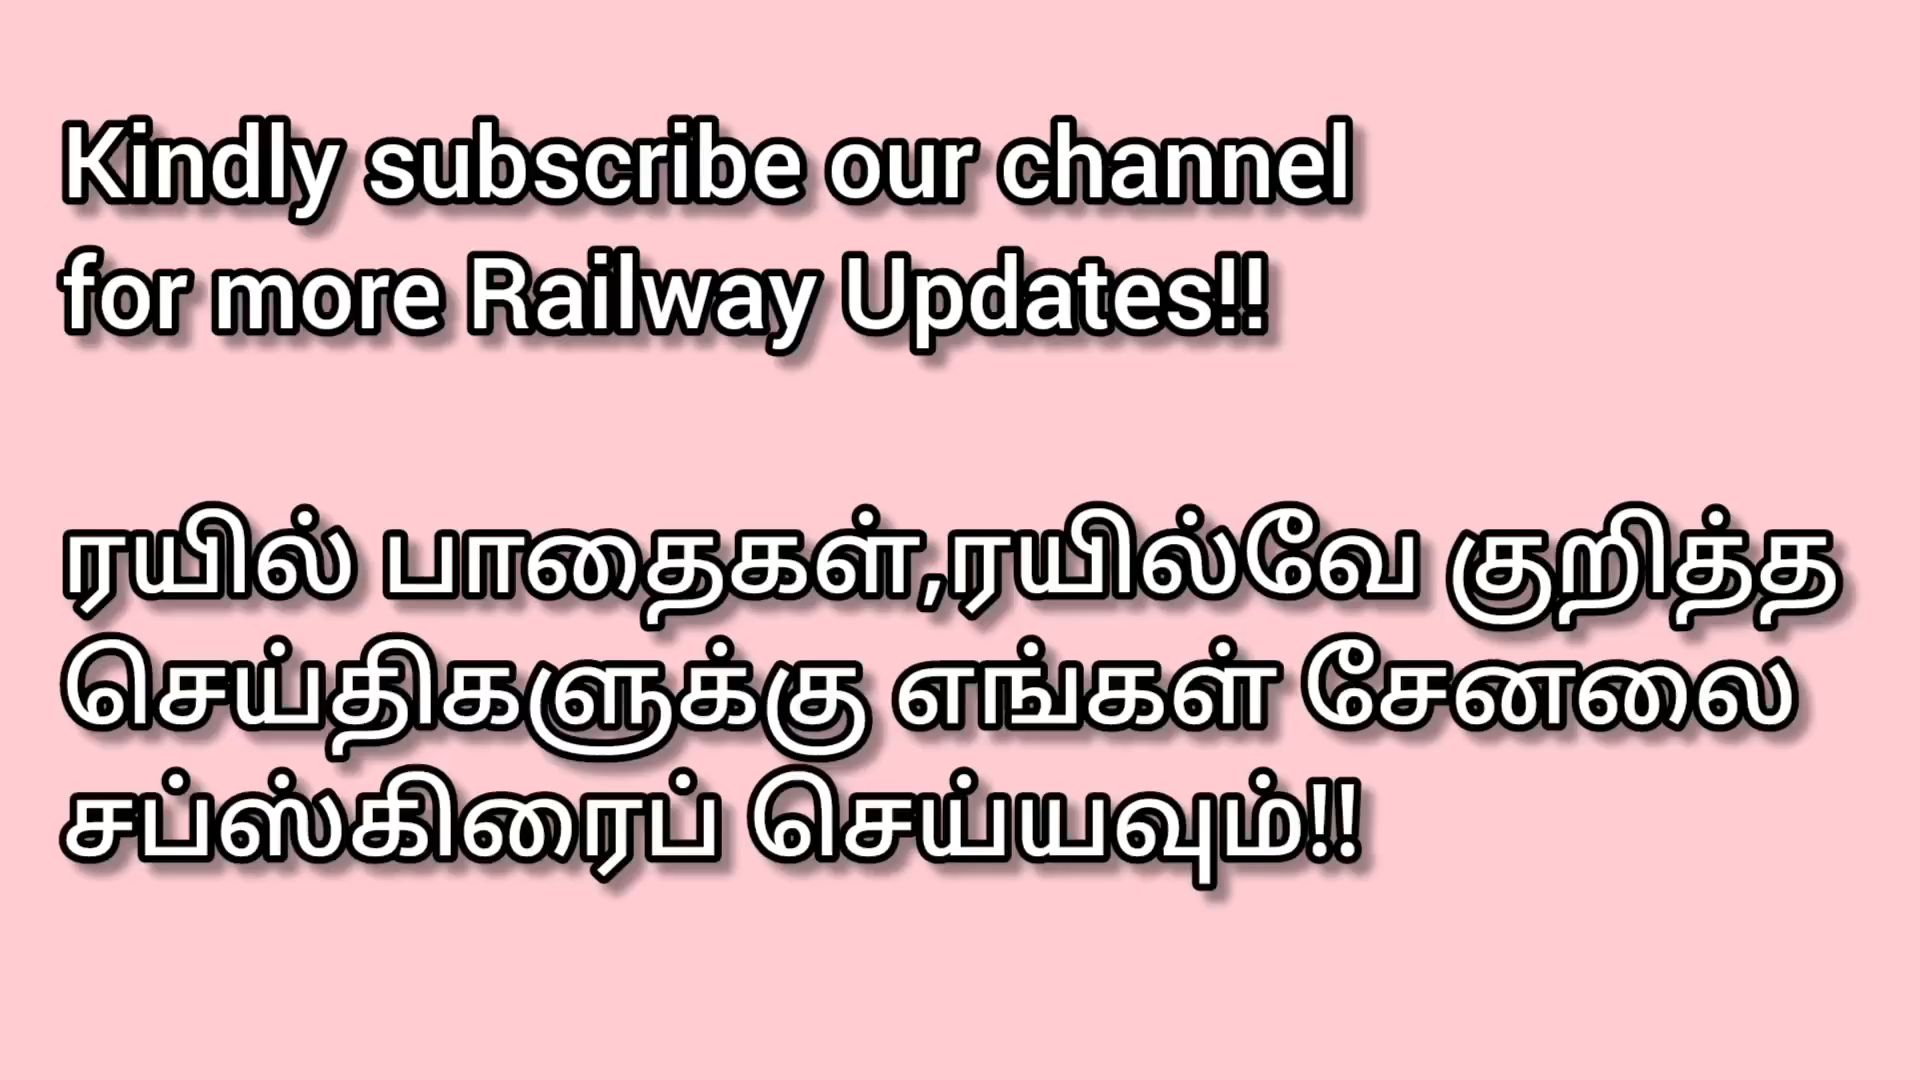 Kindly subscribe our channel
for more Railway Updates!!
ரயில் பாதைகள்,ரயில்வே குறித்த
செய்திகளுக்கு எங்கள் சேனலை
சப்ஸ்கிரைப் செய்யவும்!!